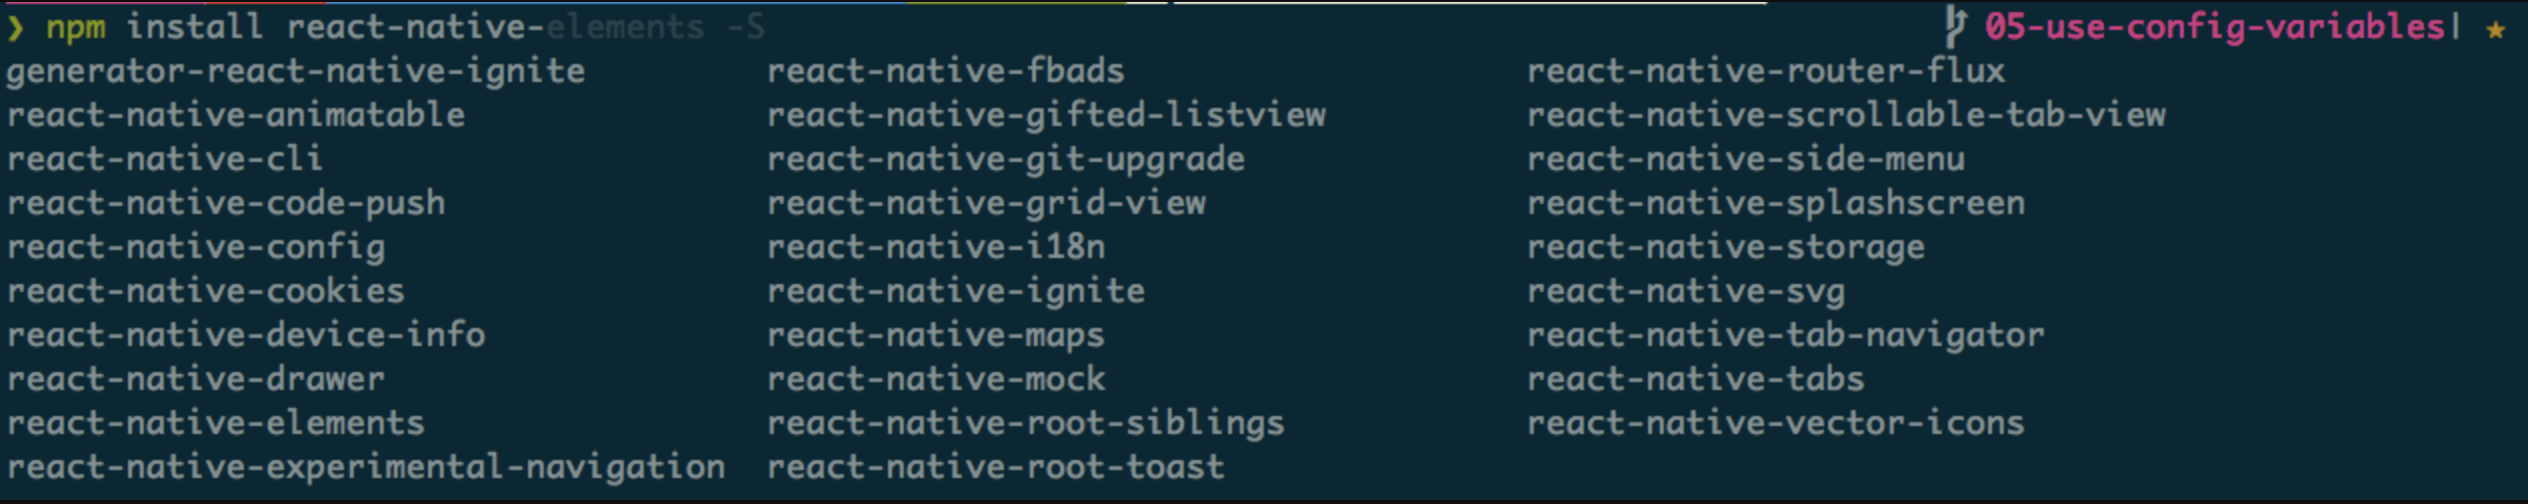 ❯ npm install react-native-elements -S 05-use-config-variables| ★
generator-react-native-ignite react-native-fbads react-native-router-flux
react-native-animatable react-native-gifted-listview react-native-scrollable-tab-view
react-native-cli react-native-git-upgrade react-native-side-menu
react-native-code-push react-native-grid-view react-native-splashscreen
react-native-config react-native-i18n react-native-storage
react-native-cookies react-native-ignite react-native-svg
react-native-device-info react-native-maps react-native-tab-navigator
react-native-drawer react-native-mock react-native-tabs
react-native-elements react-native-root-siblings react-native-vector-icons
react-native-experimental-navigation react-native-root-toast